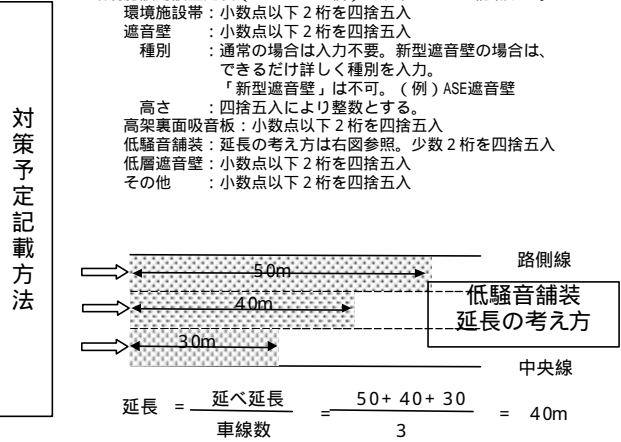 対策予定記載方法
環境施設帯：小数点以下２桁を四捨五入
遮音壁　　：小数点以下２桁を四捨五入
種別　　：通常の場合は入力不要。新型遮音壁の場合は、
できるだけ詳しく種別を入力。
「新型遮音壁」は不可。（例）ASE遮音壁
高さ　　：四捨五入により整数とする。
高架裏面吸音板：小数点以下２桁を四捨五入
低騒音舗装：延長の考え方は右図参照。少数２桁を四捨五入
低層遮音壁：小数点以下２桁を四捨五入
その他　　：小数点以下２桁を四捨五入
路側線
50m
40m
30m
低騒音舗装
延長の考え方
中央線
延長 = 延べ延長 = 50+40+30 = 40m
車線数 3